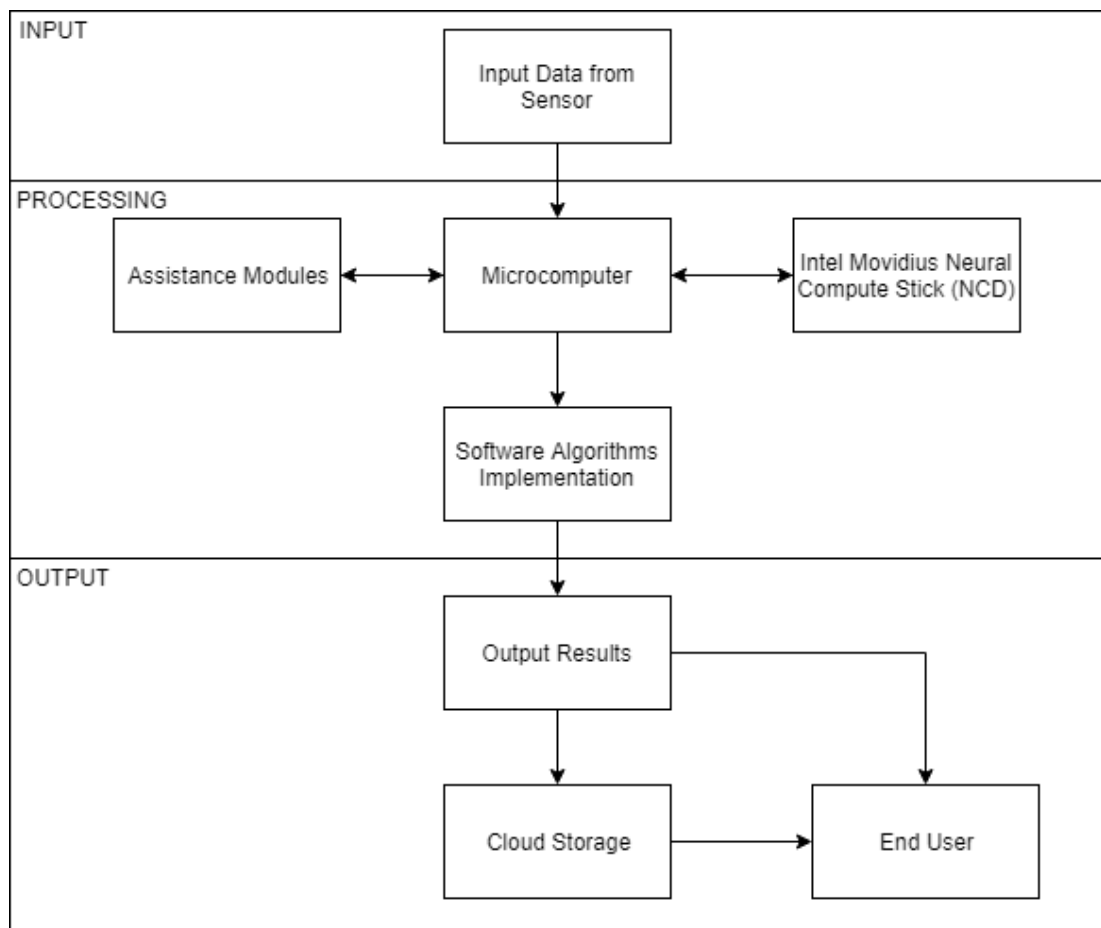 INPUT
Input Data from
Sensor
PROCESSING
Assistance Modules
Microcomputer
Intel Movidius Neural
Compute Stick (NCD)
Software Algorithms
Implementation
OUTPUT
Output Results
Cloud Storage
End User